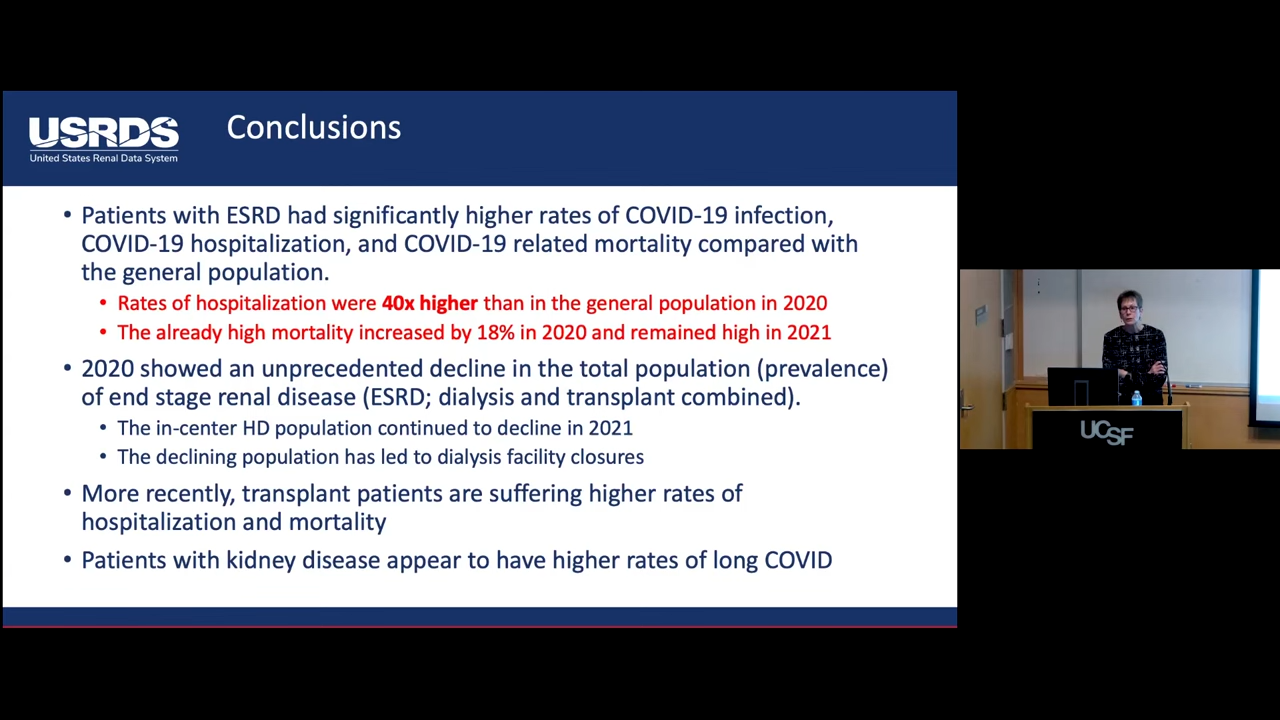 USRDS
United States Renal Data System
Conclusions
• Patients with ESRD had significantly higher rates of COVID-19 infection,
COVID-19 hospitalization, and COVID-19 related mortality compared with
the general population.
• Rates of hospitalization were 40x higher than in the general population in 2020
• The already high mortality increased by 18% in 2020 and remained high in 2021
• 2020 showed an unprecedented decline in the total population (prevalence)
of end stage renal disease (ESRD; dialysis and transplant combined).
• The in-center HD population continued to decline in 2021
• The declining population has led to dialysis facility closures
• More recently, transplant patients are suffering higher rates of
hospitalization and mortality
• Patients with kidney disease appear to have higher rates of long COVID
UCSF